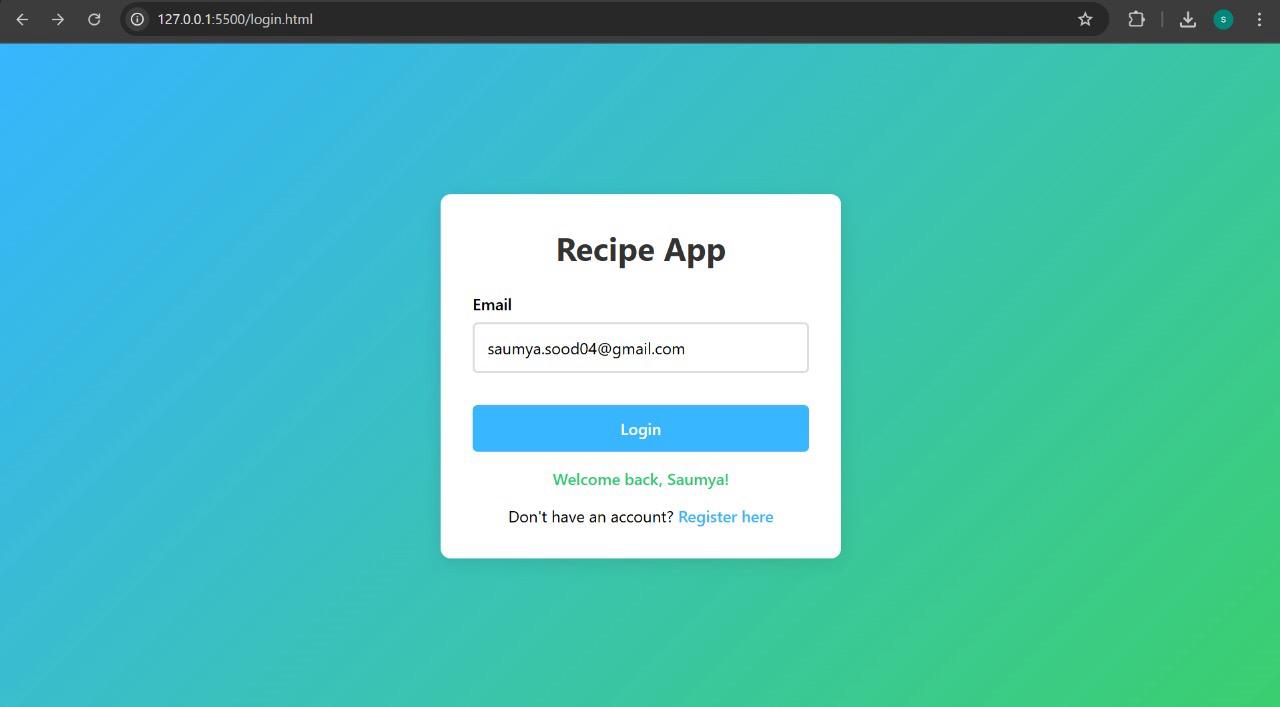 127.0.0.1:5500/login.html
S
Recipe App
Email
saumya.sood04@gmail.com
Login
Welcome back, Saumya!
Don't have an account? Register here